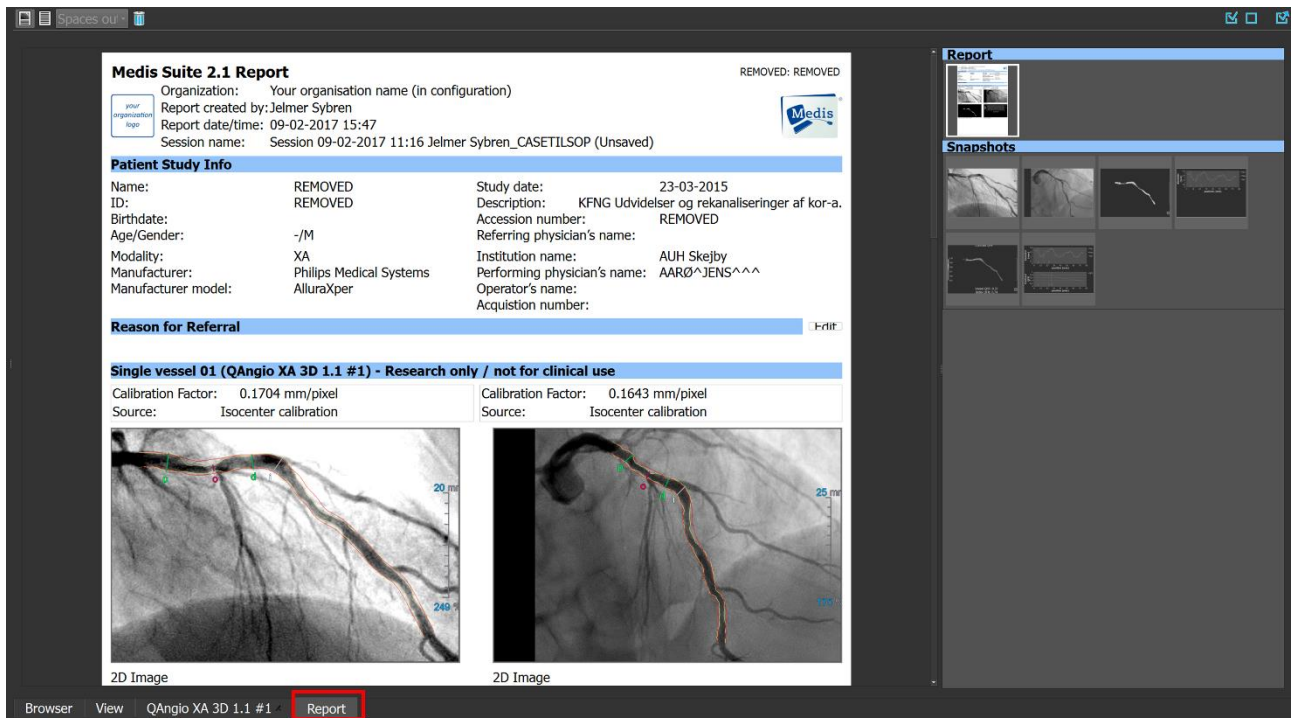 Spaces out
Report
Medis Suite 2.1 Report
REMOVED: REMOVED
your
organization
logo
Organization: Your organisation name (in configuration)
Report created by: Jelmer Sybren
Report date/time: 09-02-2017 15:47
Session name: Session 09-02-2017 11:16 Jelmer Sybren_CASETILSOP (Unsaved)
Medis
Patient Study Info
Name: REMOVED
ID: REMOVED
Birthdate:
Age/Gender: -/M
Modality: XA
Manufacturer: Philips Medical Systems
Manufacturer model: AlluraXper
Study date: 23-03-2015
Description: KFNG Udvidelser og rekanaliseringer af kor-a.
Accession number: REMOVED
Referring physician's name:
Institution name: AUH Skejby
Performing physician's name: AARØ^JENS^^^
Operator's name:
Acquistion number:
Reason for Referral
Edit
Single vessel 01 (QAngio XA 3D 1.1 #1) - Research only / not for clinical use
Calibration Factor: 0.1704 mm/pixel
Source: Isocenter calibration
Calibration Factor: 0.1643 mm/pixel
Source: Isocenter calibration
p o d
20 mm
249
o
25 mm
2D Image
2D Image
Snapshots
Browser View QAngio XA 3D 1.1 #1 Report